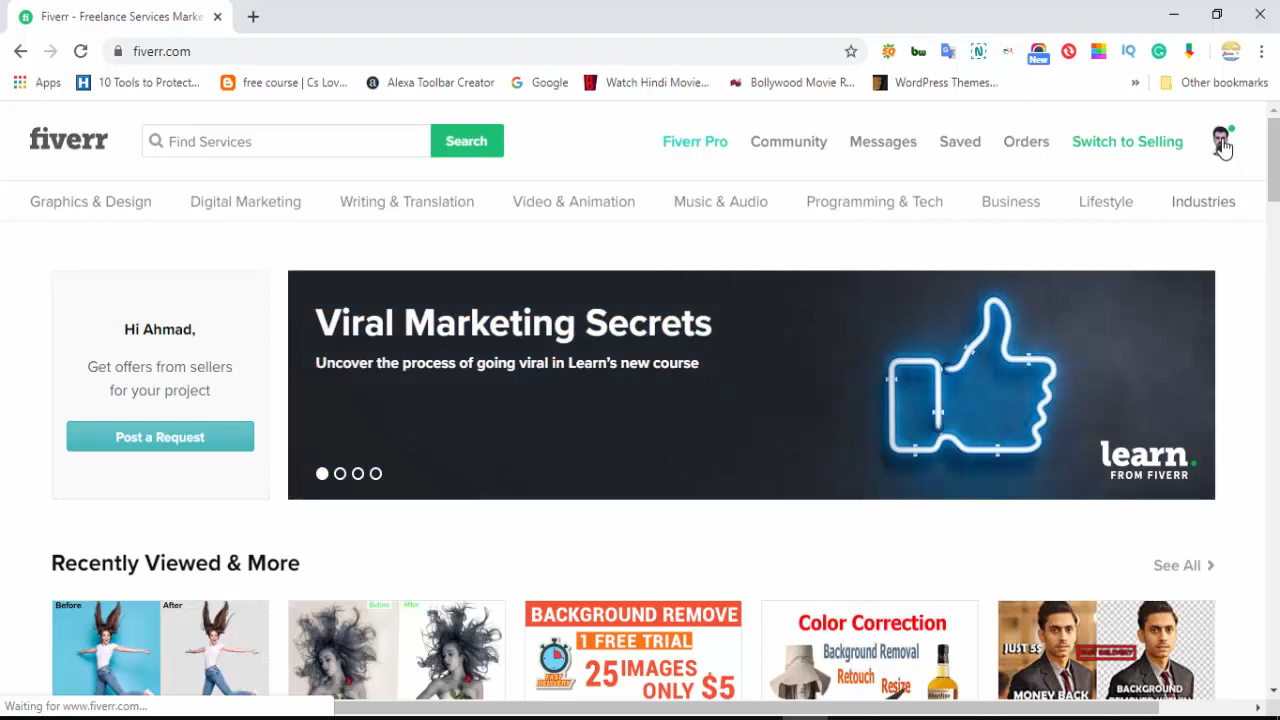 Fiverr - Freelance Services Marke
fiverr.com
New
Apps
10 Tools to Protect...
free course | Cs Lov...
Alexa Toolbar Creator
Google
Watch Hindi Movie...
Bollywood Movie R...
WordPress Themes...
»
Other bookmarks
fiverr
Find Services
Search
Fiverr Pro
Community
Messages
Saved
Orders
Switch to Selling
Graphics & Design
Digital Marketing
Writing & Translation
Video & Animation
Music & Audio
Programming & Tech
Business
Lifestyle
Industries
Hi Ahmad,
Get offers from sellers
for your project
Post a Request
Viral Marketing Secrets
Uncover the process of going viral in Learn's new course
learn.
FROM FIVERR
Recently Viewed & More
See All
Before
After
Before
After
BACKGROUND REMOVE
1 FREE TRIAL
25 IMAGES
ONLY $5
FAST DELIVERY
Color Correction
Background Removal
Retouch
Resize
JUST 5$
MONEY BACK
BACKGROUND
Waiting for www.fiverr.com...